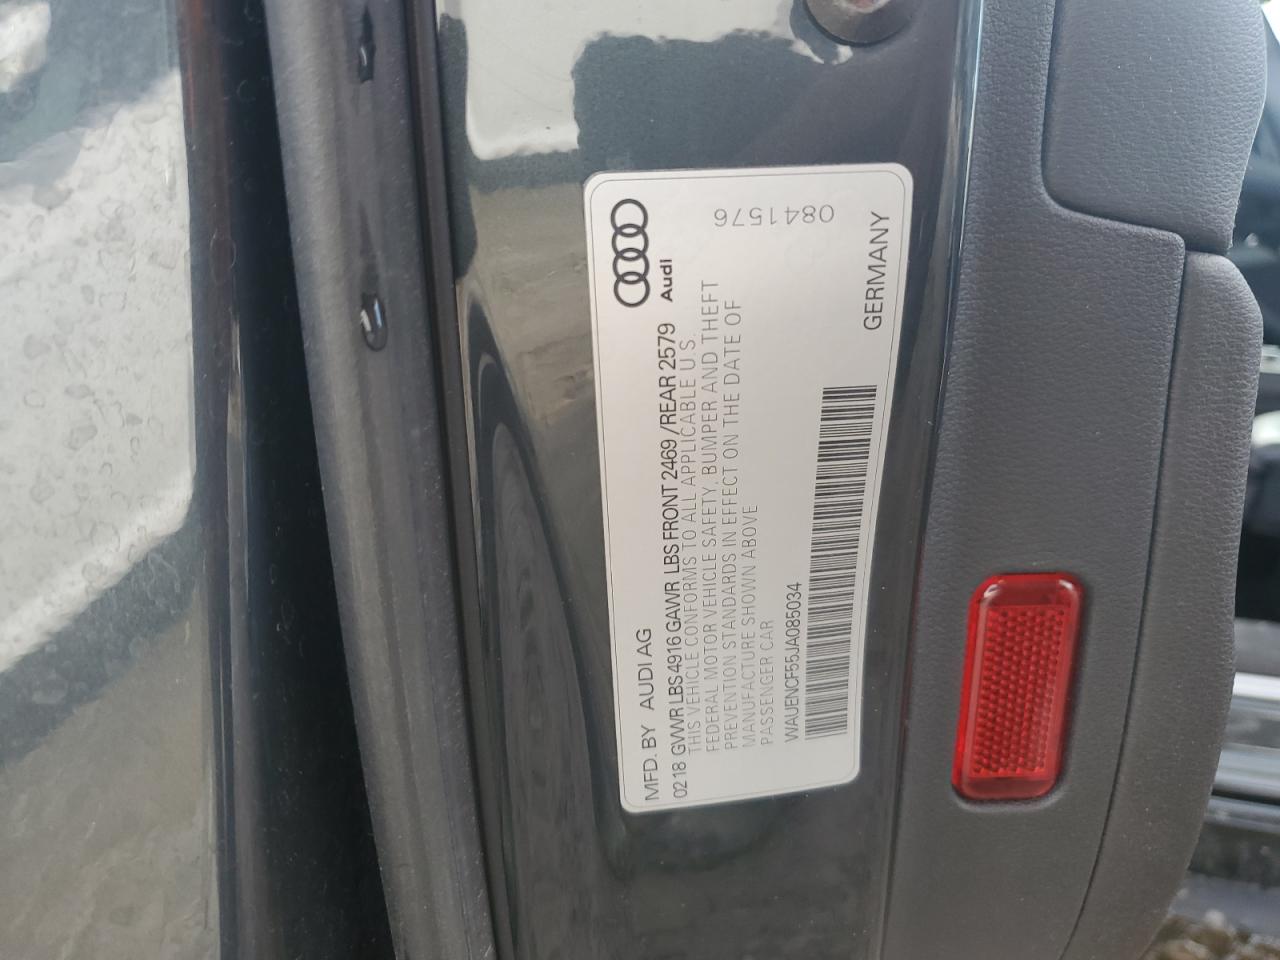 Audi
MFD. BY AUDI AG
0218 GVWR LBS 4916 GAWR LBS FRONT 2469 /REAR 2579
THIS VEHICLE CONFORMS TO ALL APPLICABLE U.S.
FEDERAL MOTOR VEHICLE SAFETY, BUMPER AND THEFT
PREVENTION STANDARDS IN EFFECT ON THE DATE OF
MANUFACTURE SHOWN ABOVE
PASSENGER CAR
0841576
WAUENCF55JA085034
GERMANY